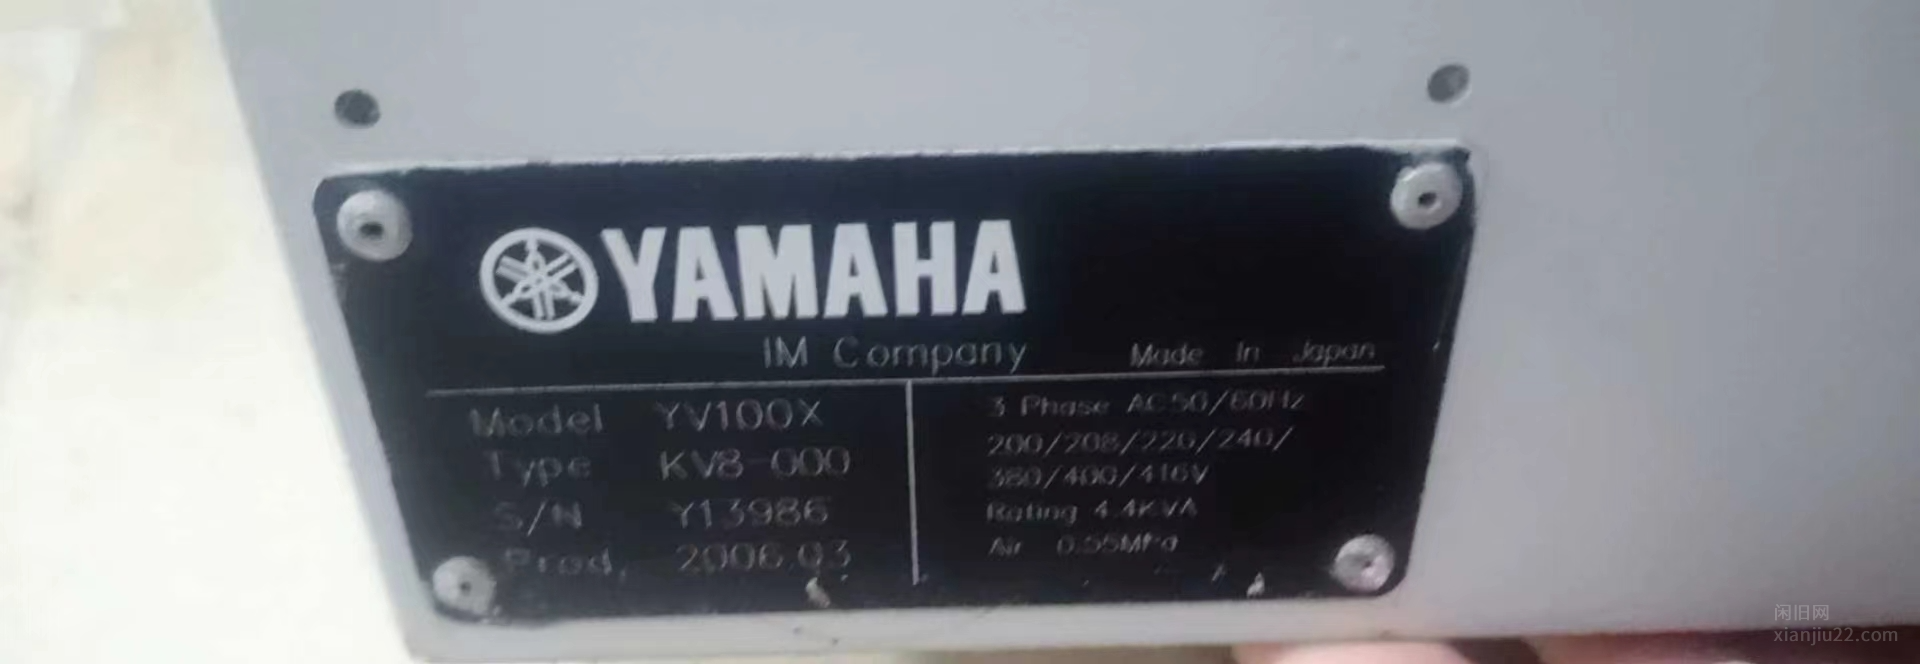 YAMAHA
IM Company
Made In Japan
Model YV100X
Type KV8-000
S/N Y13986
Prod. 2006.03
3 Phase AC50/60Hz
200/208/220/240/
380/400/416V
Rating 4.4KVA
Air 0.55MPa
闲旧网
xianjiu22.com